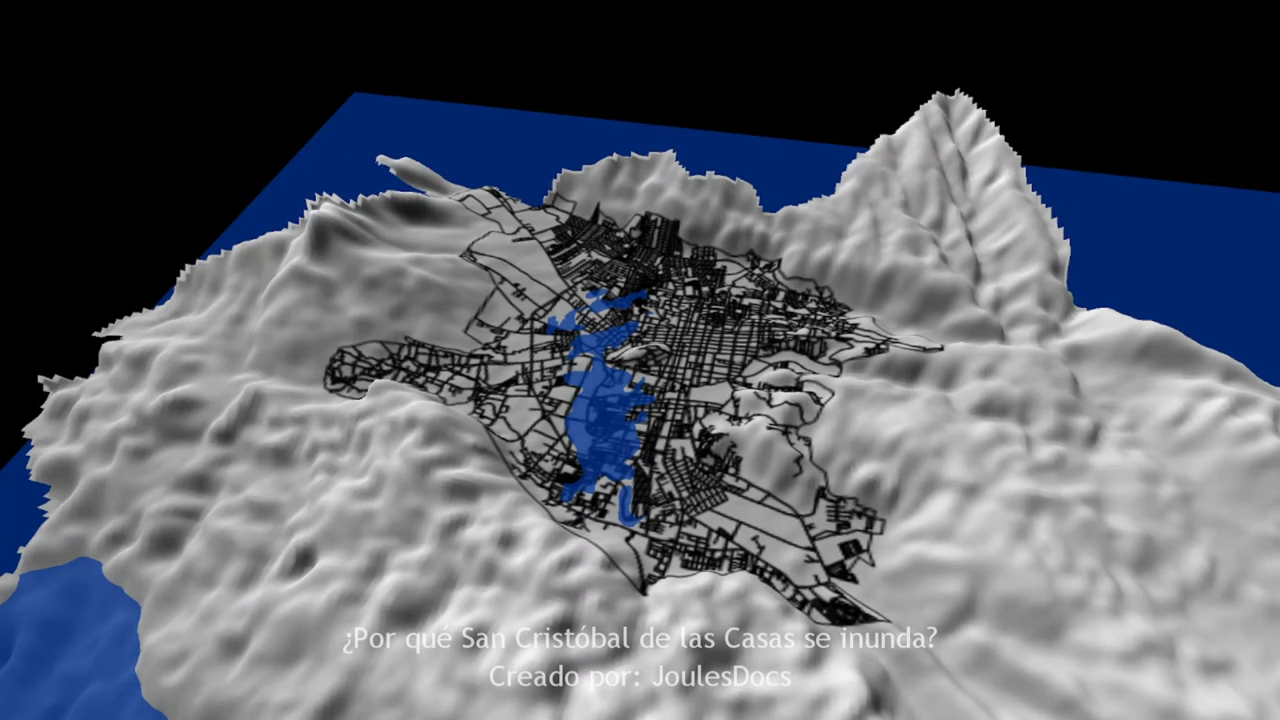 ¿Por qué San Cristóbal de las Casas se inunda?
Creado por: JoulesDocs